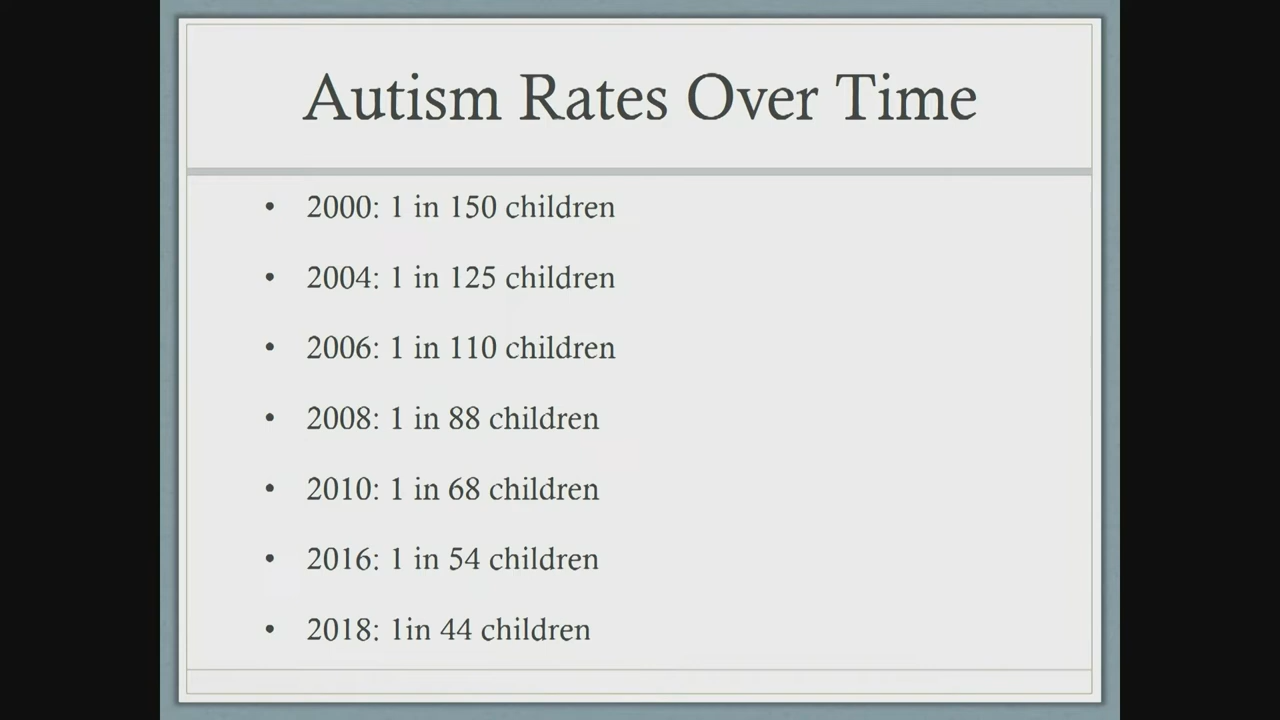 Autism Rates Over Time
• 2000: 1 in 150 children
• 2004: 1 in 125 children
• 2006: 1 in 110 children
• 2008: 1 in 88 children
• 2010: 1 in 68 children
• 2016: 1 in 54 children
• 2018: 1in 44 children